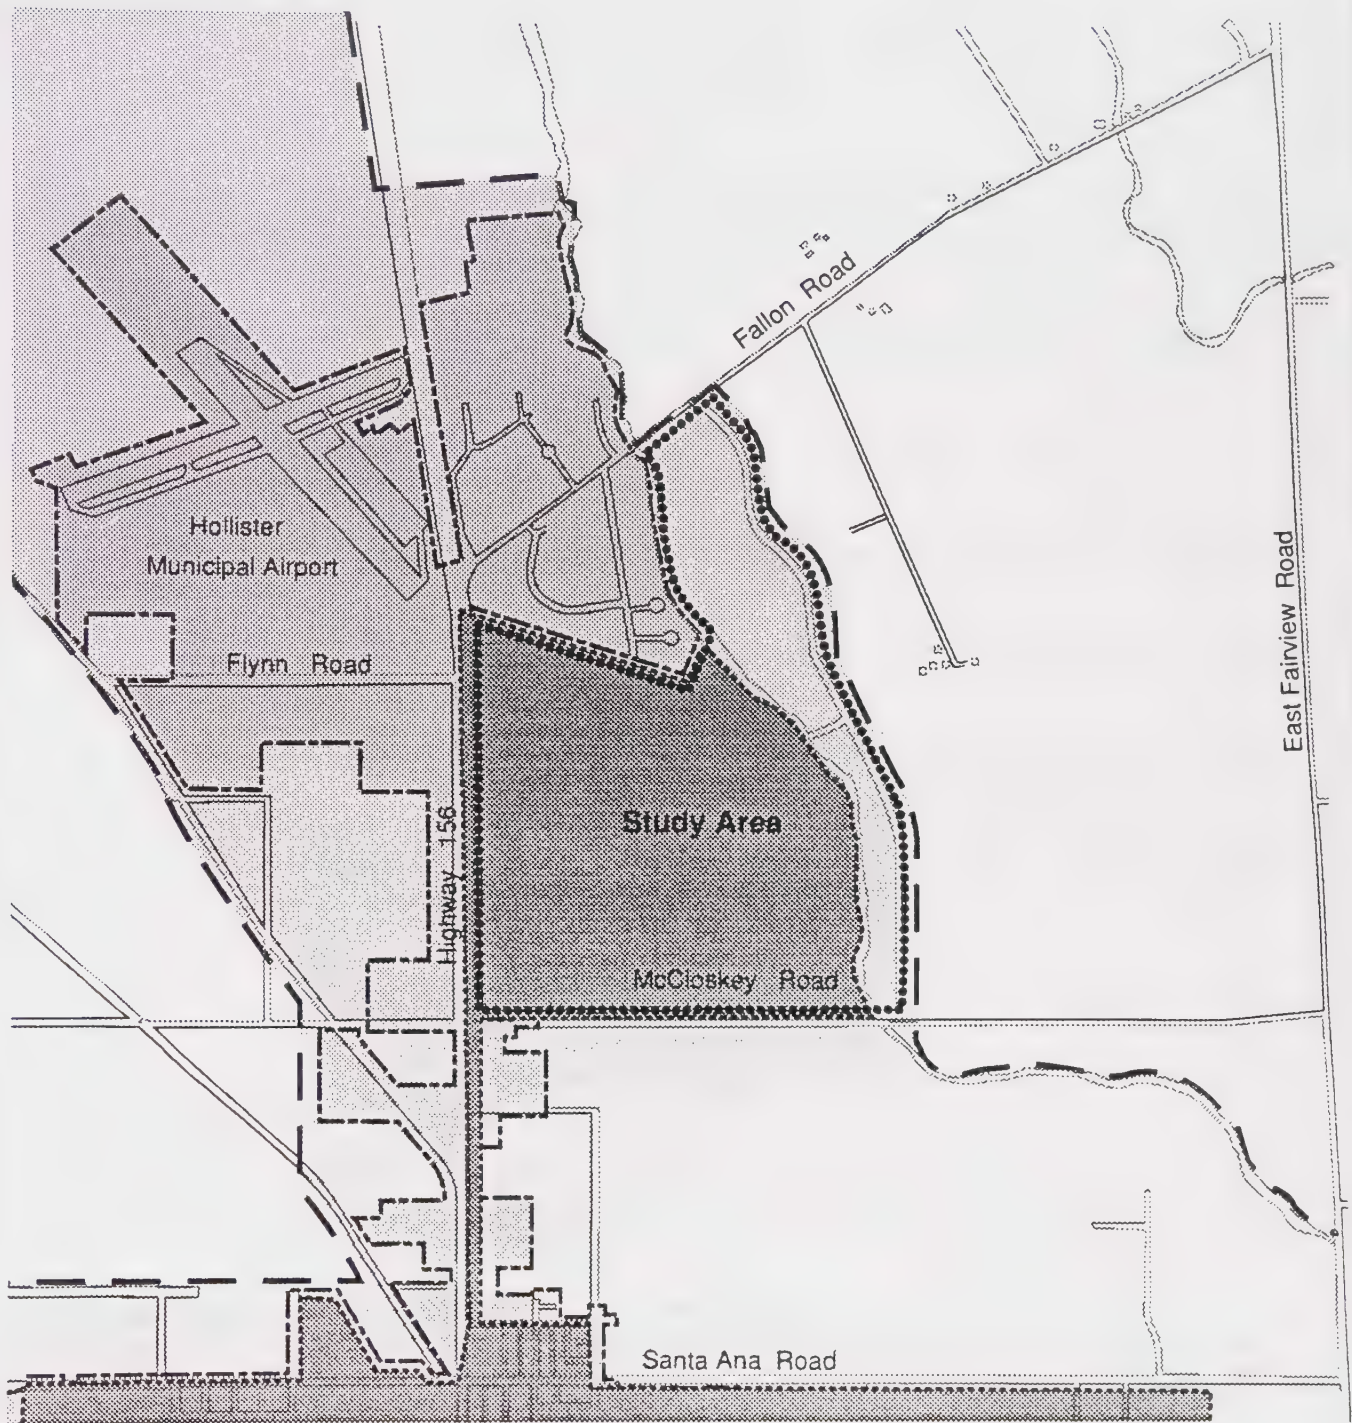 Fallon Road
Hollister
Municipal Airport
Flynn Road
East Fairview Road
Highway 156
Study Area
McCloskey Road
Santa Ana Road